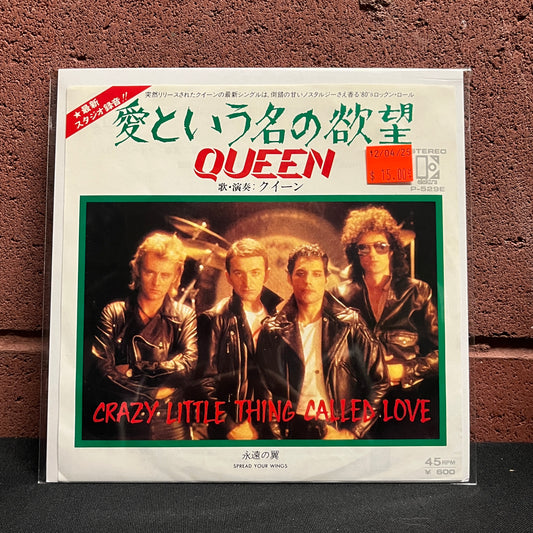 ★最新
スタジオ録音!!
突然リリースされたクイーンの最新シングルは、倒錯の甘いノスタルジーさえ香る'80'sロックン・ロール。
愛という名の欲望
QUEEN
歌・演奏:クイーン
12/04/25
$ 15.00
STEREO
P-529E
CRAZY LITTLE THING CALLED LOVE
永遠の翼
SPREAD YOUR WINGS
45 RPM
¥ 600